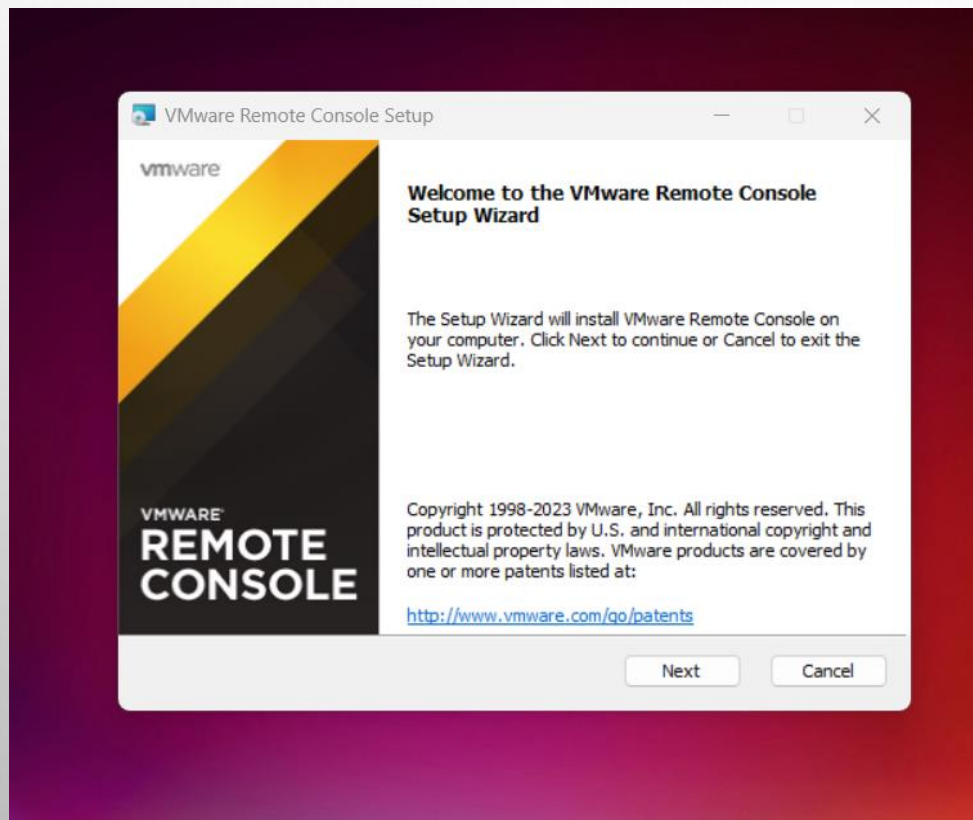 VMware Remote Console Setup
vmware
Welcome to the VMware Remote Console
Setup Wizard
The Setup Wizard will install VMware Remote Console on
your computer. Click Next to continue or Cancel to exit the
Setup Wizard.
VMWARE®
REMOTE
CONSOLE
Copyright 1998-2023 VMware, Inc. All rights reserved. This
product is protected by U.S. and international copyright and
intellectual property laws. VMware products are covered by
one or more patents listed at:
http://www.vmware.com/go/patents
Next
Cancel